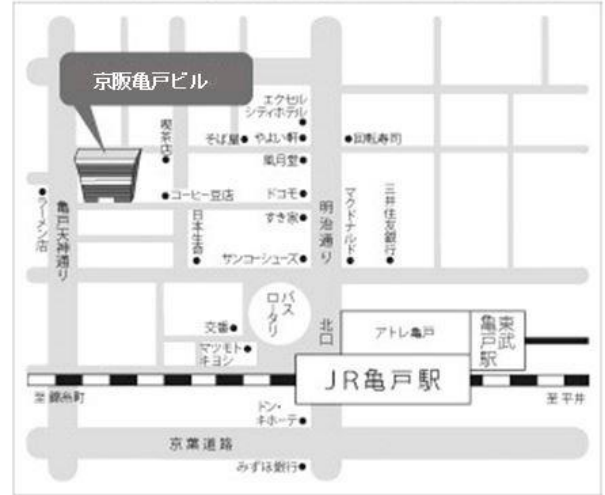 京阪亀戸ビル
エクセル
シティホテル
喫茶店
そば屋
やよい軒
回転寿司
風月堂
コーヒー豆店
ドコモ
ラーメン店
亀戸天神通り
日本生命
すき家
明治通り
マクドナルド
三井住友銀行
サンコーシューズ
バス
ロータリ
北口
交番
マツモト
キヨシ
アトレ亀戸
東武
亀戸駅
JR亀戸駅
至 錦糸町
至 平井
ドン・
キホーテ
京葉道路
みずほ銀行